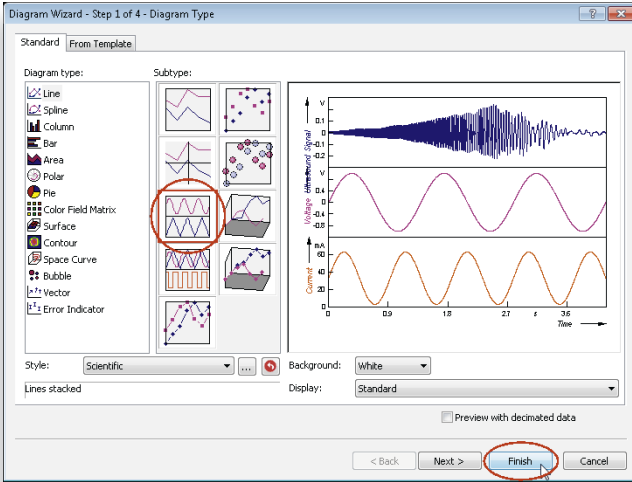 Diagram Wizard - Step 1 of 4 - Diagram Type
Standard From Template
Diagram type: Subtype:
Line
Spline
Column
Bar
Area
Polar
Pie
Color Field Matrix
Surface
Contour
Space Curve
Bubble
Vector
Error Indicator
V
0.1
-0.1
-0.2
Ultrasound Signal
V
0.4
-0.4
-0.8
Voltage
mA
60
40
20
0
Current
0 0.9 1.8 2.7 s 3.6
Time
Style: Scientific ... Background: White
Lines stacked Display: Standard
Preview with decimated data
< Back Next > Finish Cancel